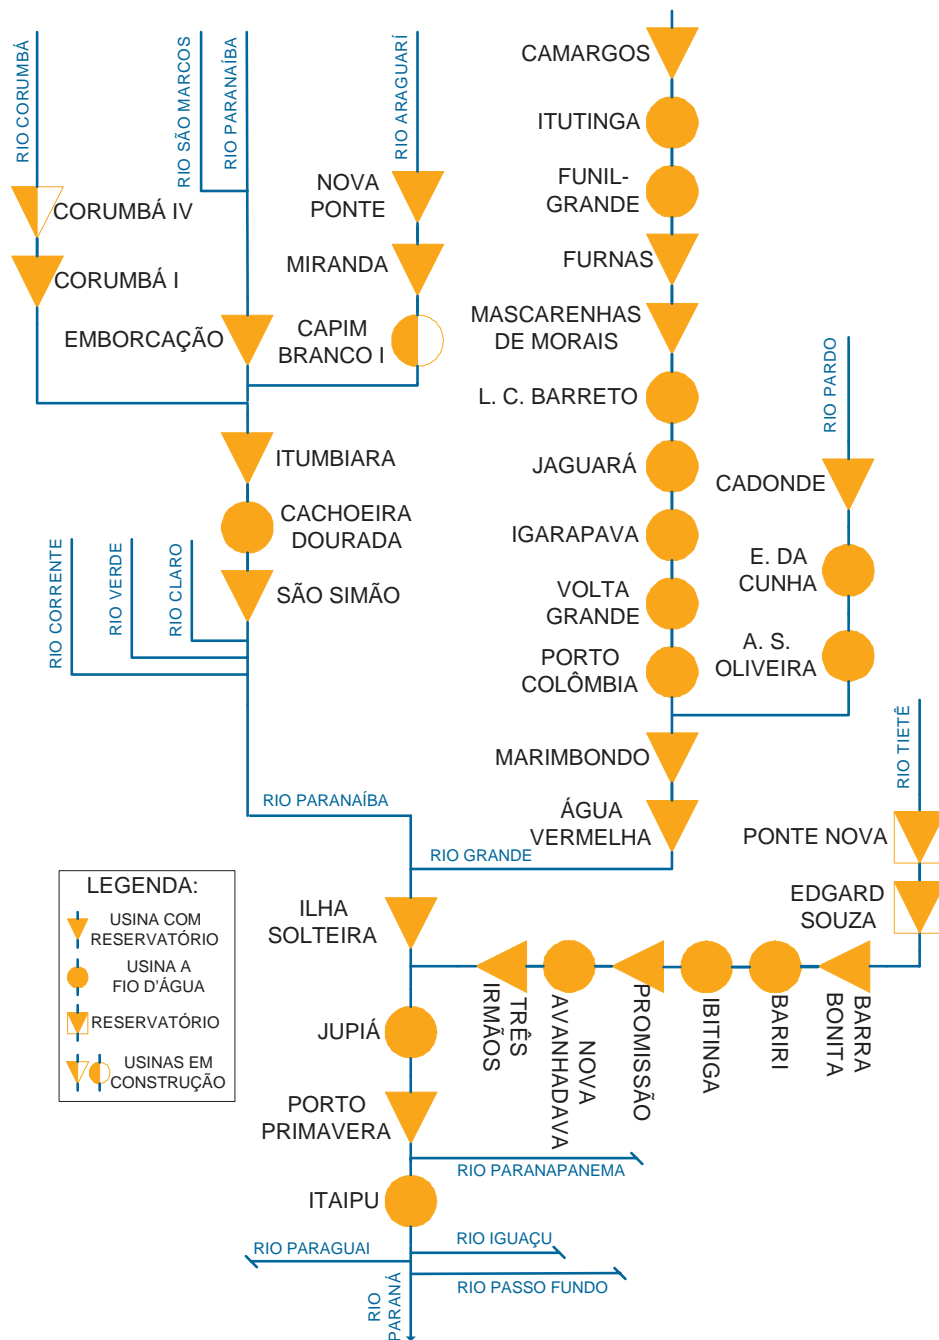 CAMARGOS
ITUTINGA
FUNIL-
GRANDE
FURNAS
MASCARENHAS
DE MORAIS
L. C. BARRETO
JAGUARÁ
IGARAPAVA
VOLTA
GRANDE
PORTO
COLÔMBIA
MARIMBONDO
ÁGUA
VERMELHA
RIO CORUMBÁ
RIO SÃO MARCOS
RIO PARANAÍBA
RIO ARAGUARÍ
CORUMBÁ IV
CORUMBÁ I
EMBORCAÇÃO
NOVA
PONTE
MIRANDA
CAPIM
BRANCO I
ITUMBIARA
CACHOEIRA
DOURADA
SÃO SIMÃO
RIO CORRENTE
RIO VERDE
RIO CLARO
RIO PARDO
CADONDE
E. DA
CUNHA
A. S.
OLIVEIRA
RIO TIETÊ
PONTE NOVA
EDGARD
SOUZA
RIO PARANAÍBA
RIO GRANDE
ILHA
SOLTEIRA
TRÊS
IRMÃOS
NOVA
AVANHADAVA
PROMISSÃO
IBITINGA
BARIRI
BARRA
BONITA
JUPIÁ
PORTO
PRIMAVERA
RIO PARANAPANEMA
ITAIPU
RIO IGUAÇU
RIO PARAGUAI
RIO PASSO FUNDO
RIO
PARANÁ
LEGENDA:
USINA COM
RESERVATÓRIO
USINA A
FIO D'ÁGUA
RESERVATÓRIO
USINAS EM
CONSTRUÇÃO